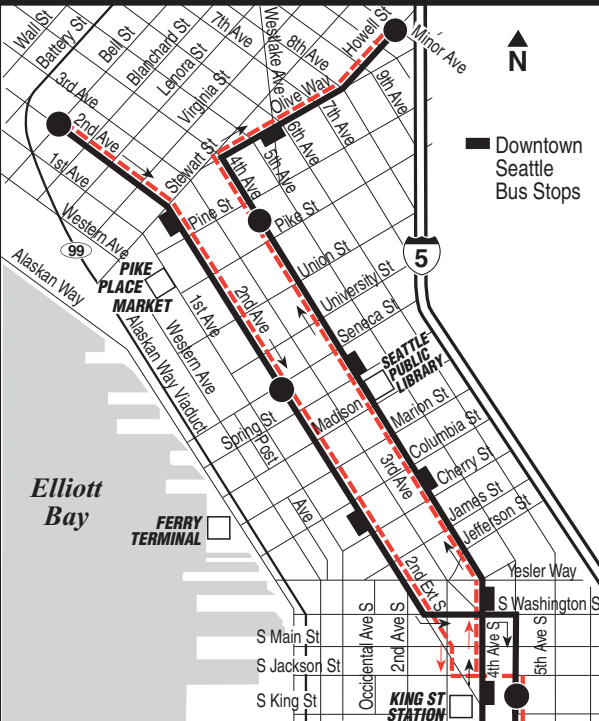 Wall St
Battery St
Bell St
Blanchard St
Lenora St
Virginia St
7th Ave
Westlake Ave
8th Ave
Howell St
Minor Ave
9th Ave
N
Olive Way
7th Ave
6th Ave
5th Ave
4th Ave
3rd Ave
2nd Ave
1st Ave
Western Ave
Stewart St
Downtown
Seattle
Bus Stops
Pine St
Pike St
Union St
University St
Seneca St
5
99
Alaskan Way
PIKE
PLACE
MARKET
1st Ave
2nd Ave
Western Ave
Alaskan Way Viaduct
SEATTLE
PUBLIC
LIBRARY
Spring St
Madison
Marion St
Columbia St
Cherry St
James St
Jefferson St
Post
Ave
3rd Ave
Elliott
Bay
FERRY
TERMINAL
2nd Ext S
Yesler Way
S Washington S
S Main St
S Jackson St
S King St
Occidental Ave S
2nd Ave S
4th Ave S
5th Ave S
KING ST
STATION